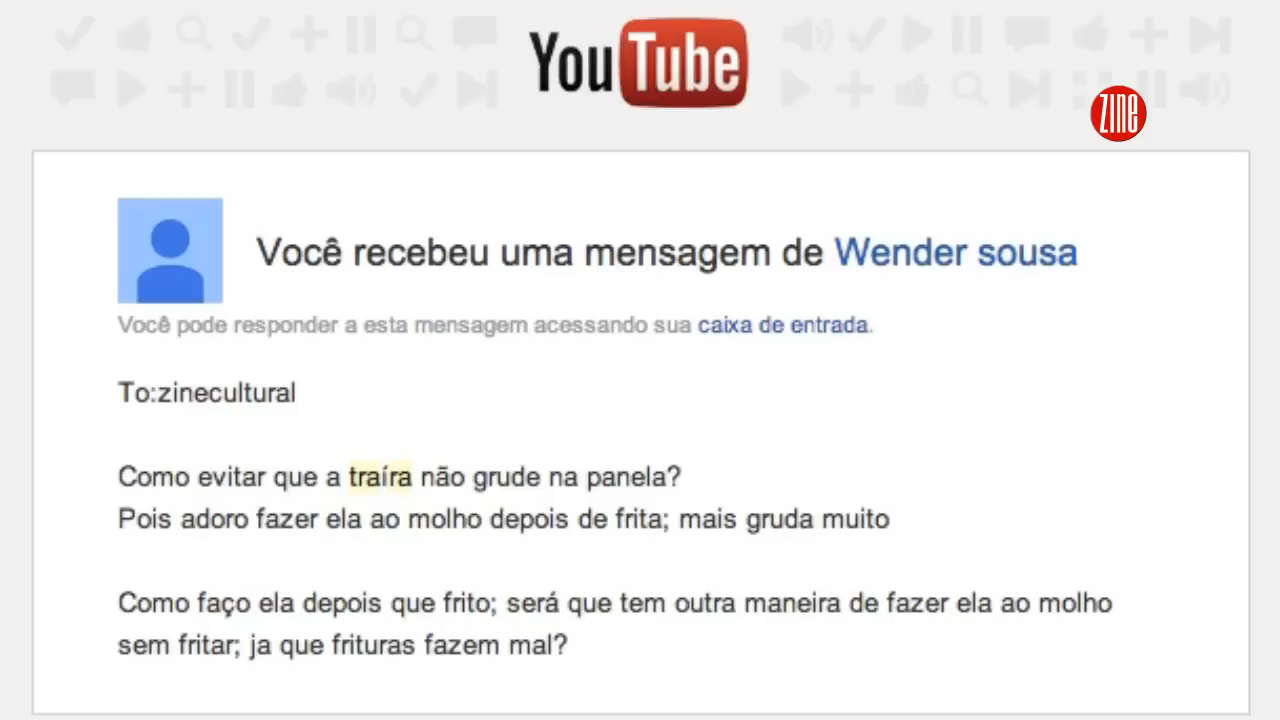 YouTube
zine
Você recebeu uma mensagem de Wender sousa
Você pode responder a esta mensagem acessando sua caixa de entrada.
To:zinecultural
Como evitar que a traíra não grude na panela?
Pois adoro fazer ela ao molho depois de frita; mais gruda muito
Como faço ela depois que frito; será que tem outra maneira de fazer ela ao molho
sem fritar; ja que frituras fazem mal?